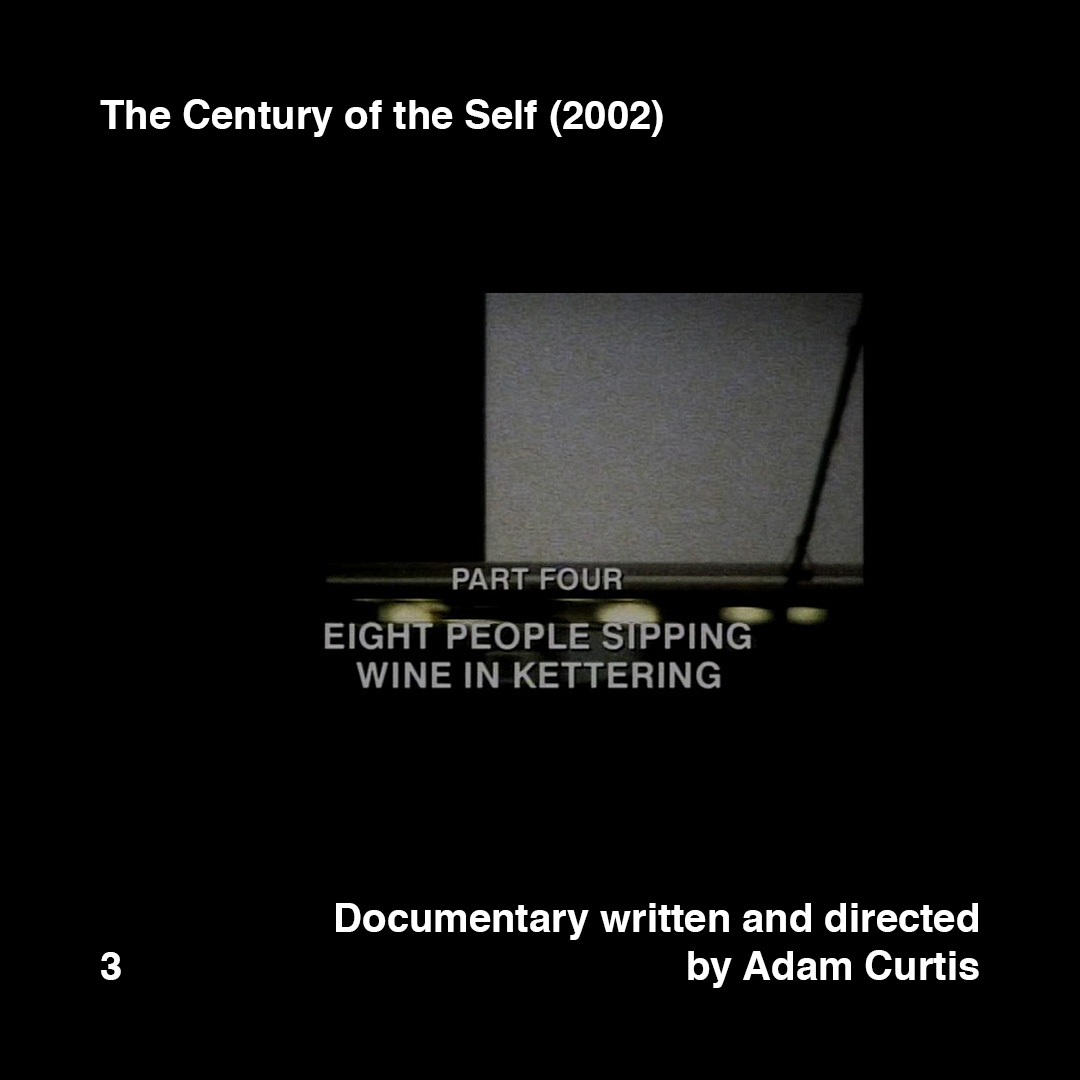 The Century of the Self (2002)
PART FOUR
EIGHT PEOPLE SIPPING
WINE IN KETTERING
Documentary written and directed
by Adam Curtis
3